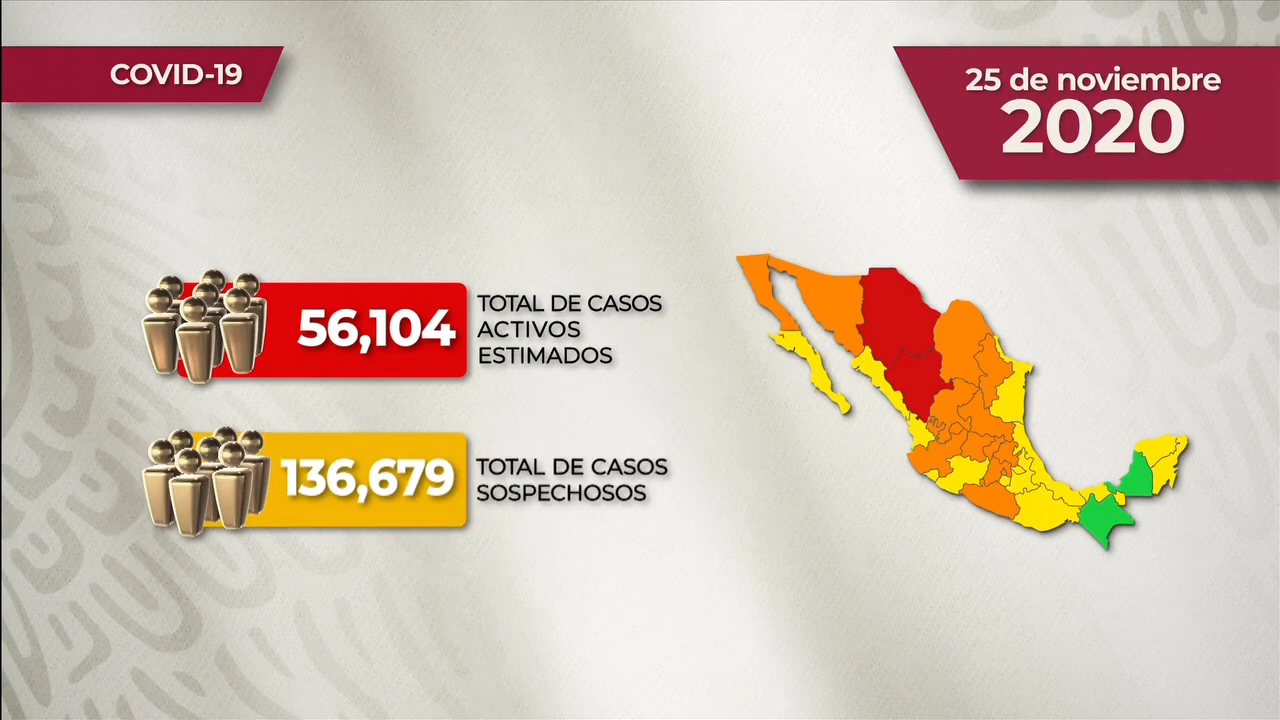 COVID-19
25 de noviembre
2020
56,104
TOTAL DE CASOS
ACTIVOS
ESTIMADOS
136,679
TOTAL DE CASOS
SOSPECHOSOS